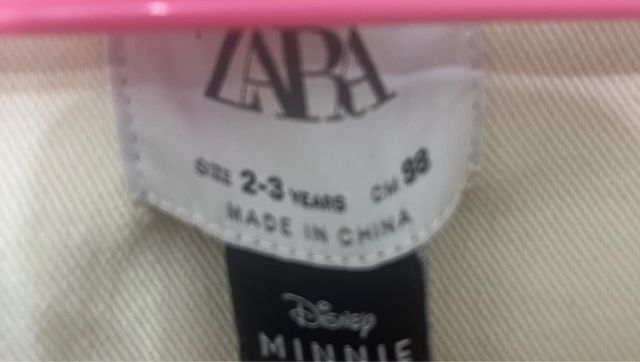 ZARA
SIZE 2-3 YEARS CM 98
MADE IN CHINA
Disney
MINNIE